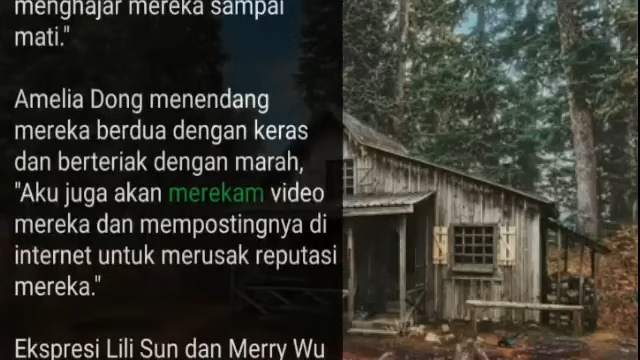 menghajar mereka sampai
mati."
Amelia Dong menendang
mereka berdua dengan keras
dan berteriak dengan marah,
"Aku juga akan merekam video
mereka dan mempostingnya di
internet untuk merusak reputasi
mereka."
Ekspresi Lili Sun dan Merry Wu